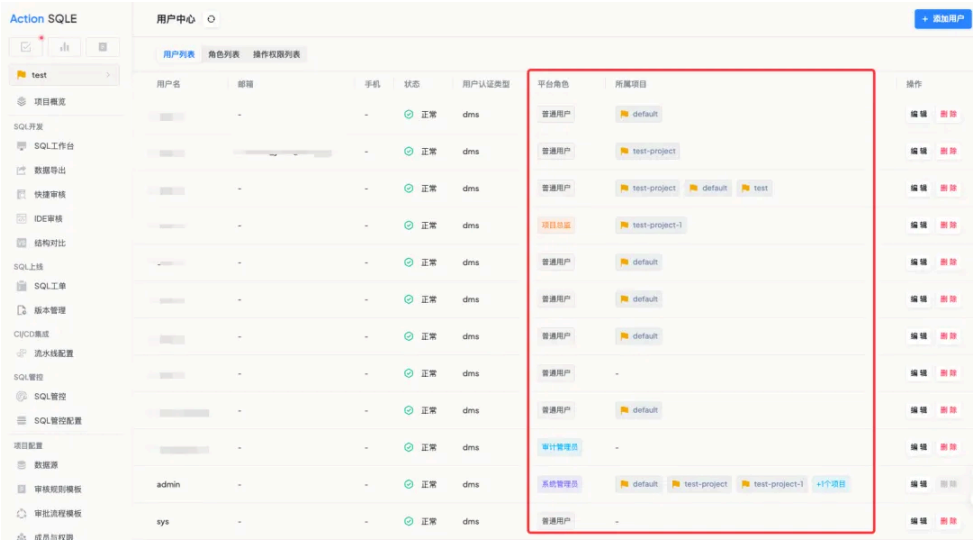 Action SQLE
test
项目概览
SQL开发
SQL工作台
数据导出
快捷审核
IDE审核
结构对比
SQL上线
SQL工单
版本管理
CI/CD集成
流水线配置
SQL管控
SQL管控
SQL管控配置
项目配置
数据源
审核规则模板
审批流程模板
成员与权限
用户中心
+ 添加用户
用户列表 角色列表 操作权限列表
用户名 邮箱 手机 状态 用户认证类型 平台角色 所属项目 操作
- - 正常 dms 普通用户 default 编辑 删除
- 正常 dms 普通用户 test-project 编辑 删除
- - 正常 dms 普通用户 test-project default test 编辑 删除
- - 正常 dms 项目总监 test-project-1 编辑 删除
- - 正常 dms 普通用户 default 编辑 删除
- - 正常 dms 普通用户 default 编辑 删除
- - 正常 dms 普通用户 default 编辑 删除
- - 正常 dms 普通用户 - 编辑 删除
- - 正常 dms 普通用户 default 编辑 删除
- - 正常 dms 审计管理员 - 编辑 删除
admin - - 正常 dms 系统管理员 default test-project test-project-1 +1个项目 编辑 删除
sys - - 正常 dms 普通用户 - 编辑 删除